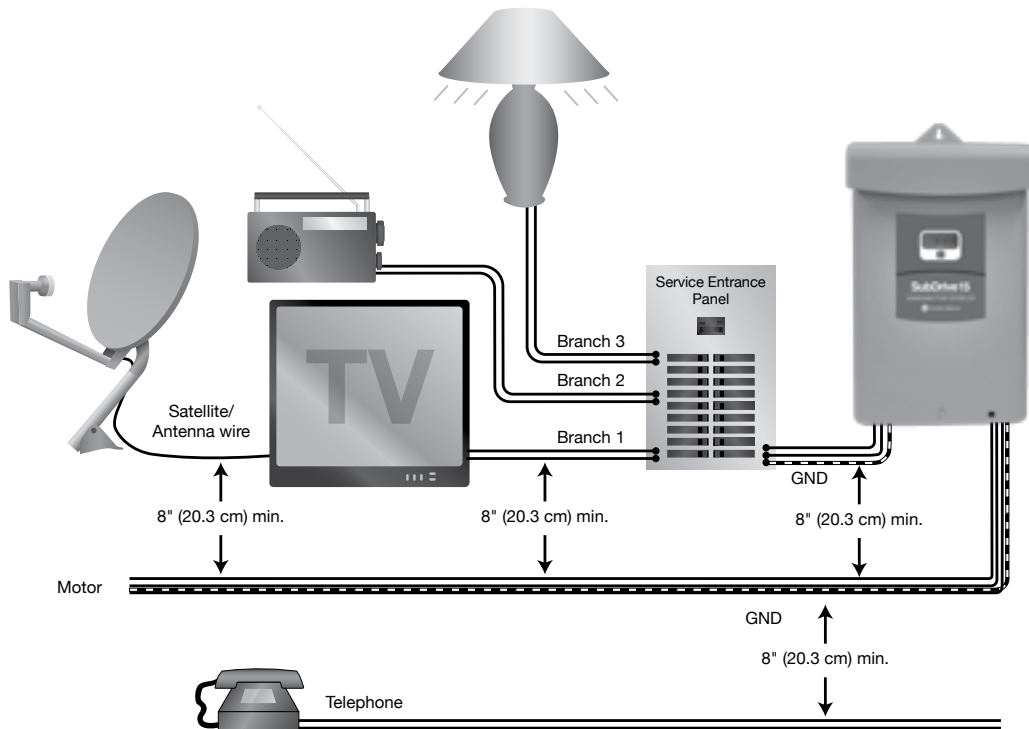 Service Entrance
Panel
SubDrive15
TV
Branch 3
Branch 2
Branch 1
Satellite/
Antenna wire
GND
8" (20.3 cm) min.
8" (20.3 cm) min.
8" (20.3 cm) min.
Motor
GND
8" (20.3 cm) min.
Telephone